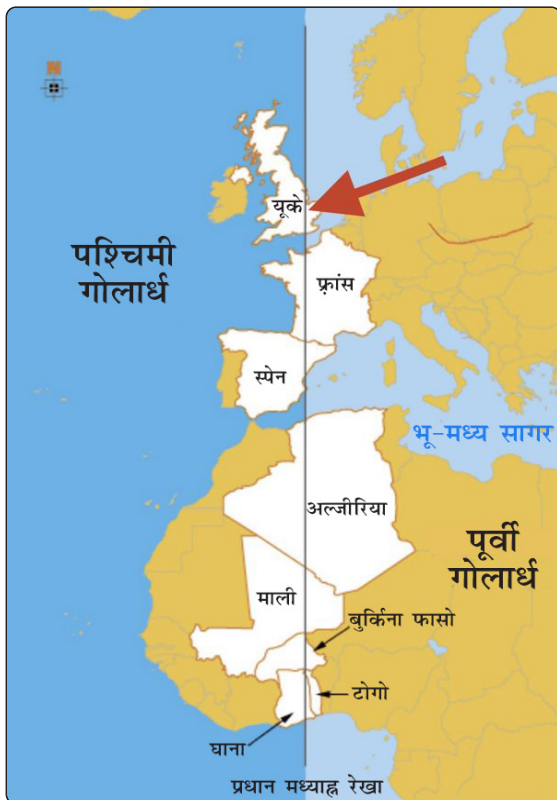 N
यूके
पश्चिमी
गोलार्ध
फ़्रांस
स्पेन
भू-मध्य सागर
अल्जीरिया
पूर्वी
गोलार्ध
माली
बुर्किना फासो
टोगो
घाना
प्रधान मध्याह्न रेखा